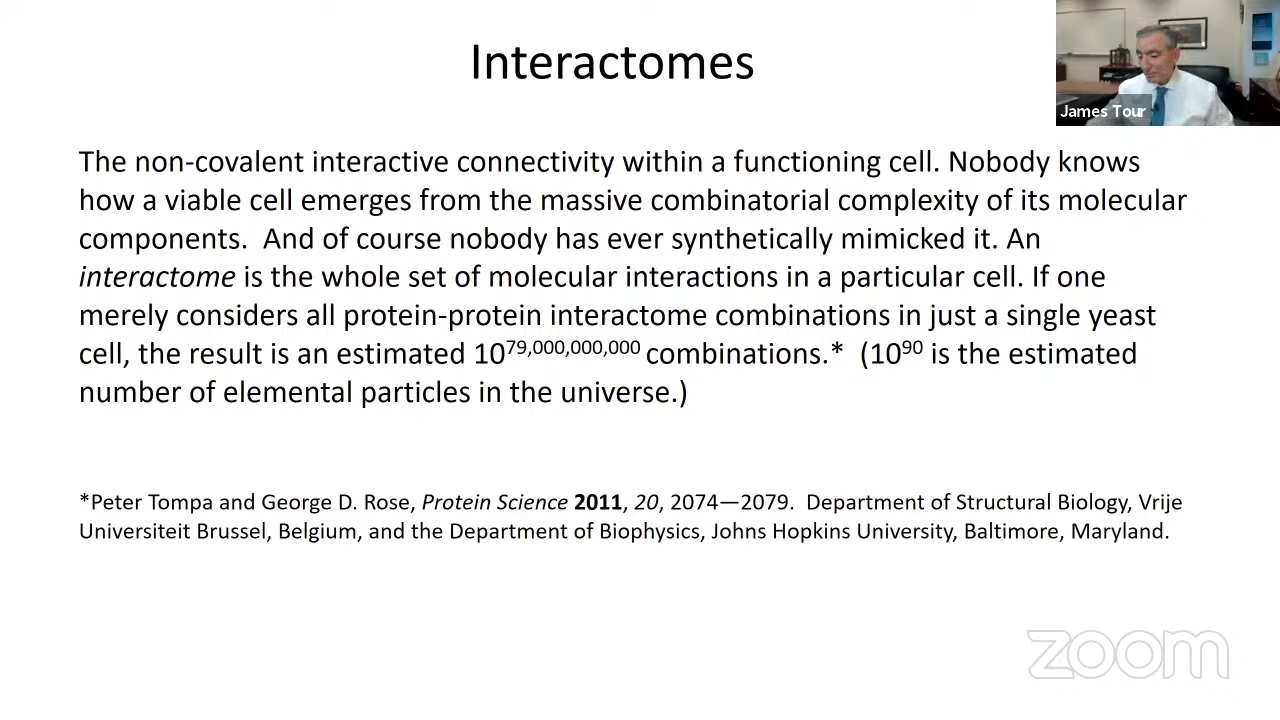 Interactomes
James Tour
The non-covalent interactive connectivity within a functioning cell. Nobody knows
how a viable cell emerges from the massive combinatorial complexity of its molecular
components.  And of course nobody has ever synthetically mimicked it. An
interactome is the whole set of molecular interactions in a particular cell. If one
merely considers all protein-protein interactome combinations in just a single yeast
cell, the result is an estimated 10⁷⁹,⁰⁰⁰,⁰⁰⁰,⁰⁰⁰ combinations.*  (10⁹⁰ is the estimated
number of elemental particles in the universe.)
*Peter Tompa and George D. Rose, Protein Science 2011, 20, 2074—2079.  Department of Structural Biology, Vrije
Universiteit Brussel, Belgium, and the Department of Biophysics, Johns Hopkins University, Baltimore, Maryland.
zoom